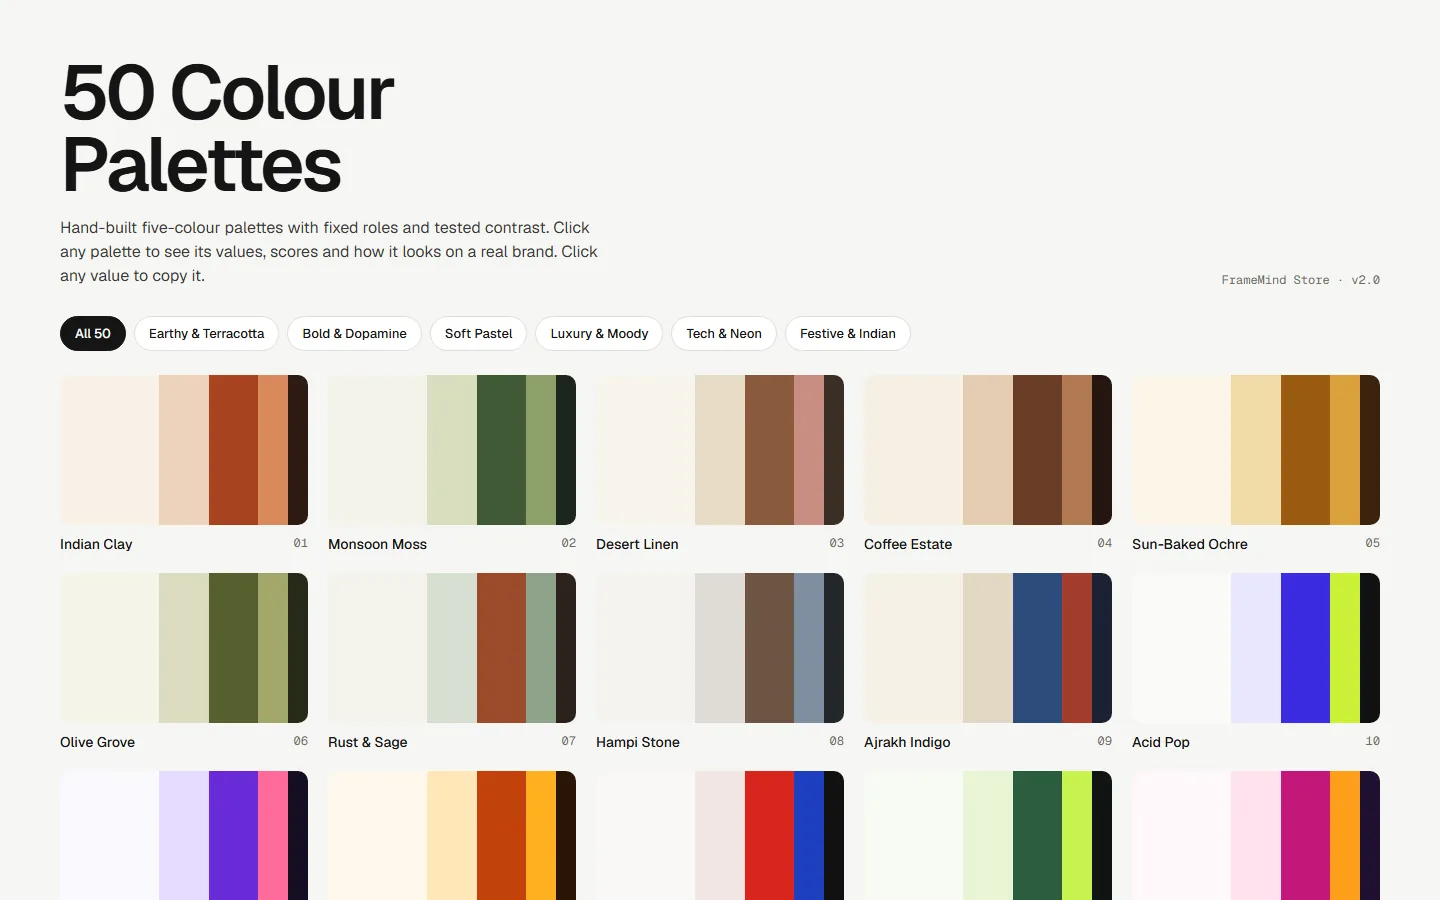 50 Colour
Palettes
Hand-built five-colour palettes with fixed roles and tested contrast. Click
any palette to see its values, scores and how it looks on a real brand. Click
any value to copy it.
FrameMind Store · v2.0
All 50
Earthy & Terracotta
Bold & Dopamine
Soft Pastel
Luxury & Moody
Tech & Neon
Festive & Indian
Indian Clay 01
Monsoon Moss 02
Desert Linen 03
Coffee Estate 04
Sun-Baked Ochre 05
Olive Grove 06
Rust & Sage 07
Hampi Stone 08
Ajrakh Indigo 09
Acid Pop 10